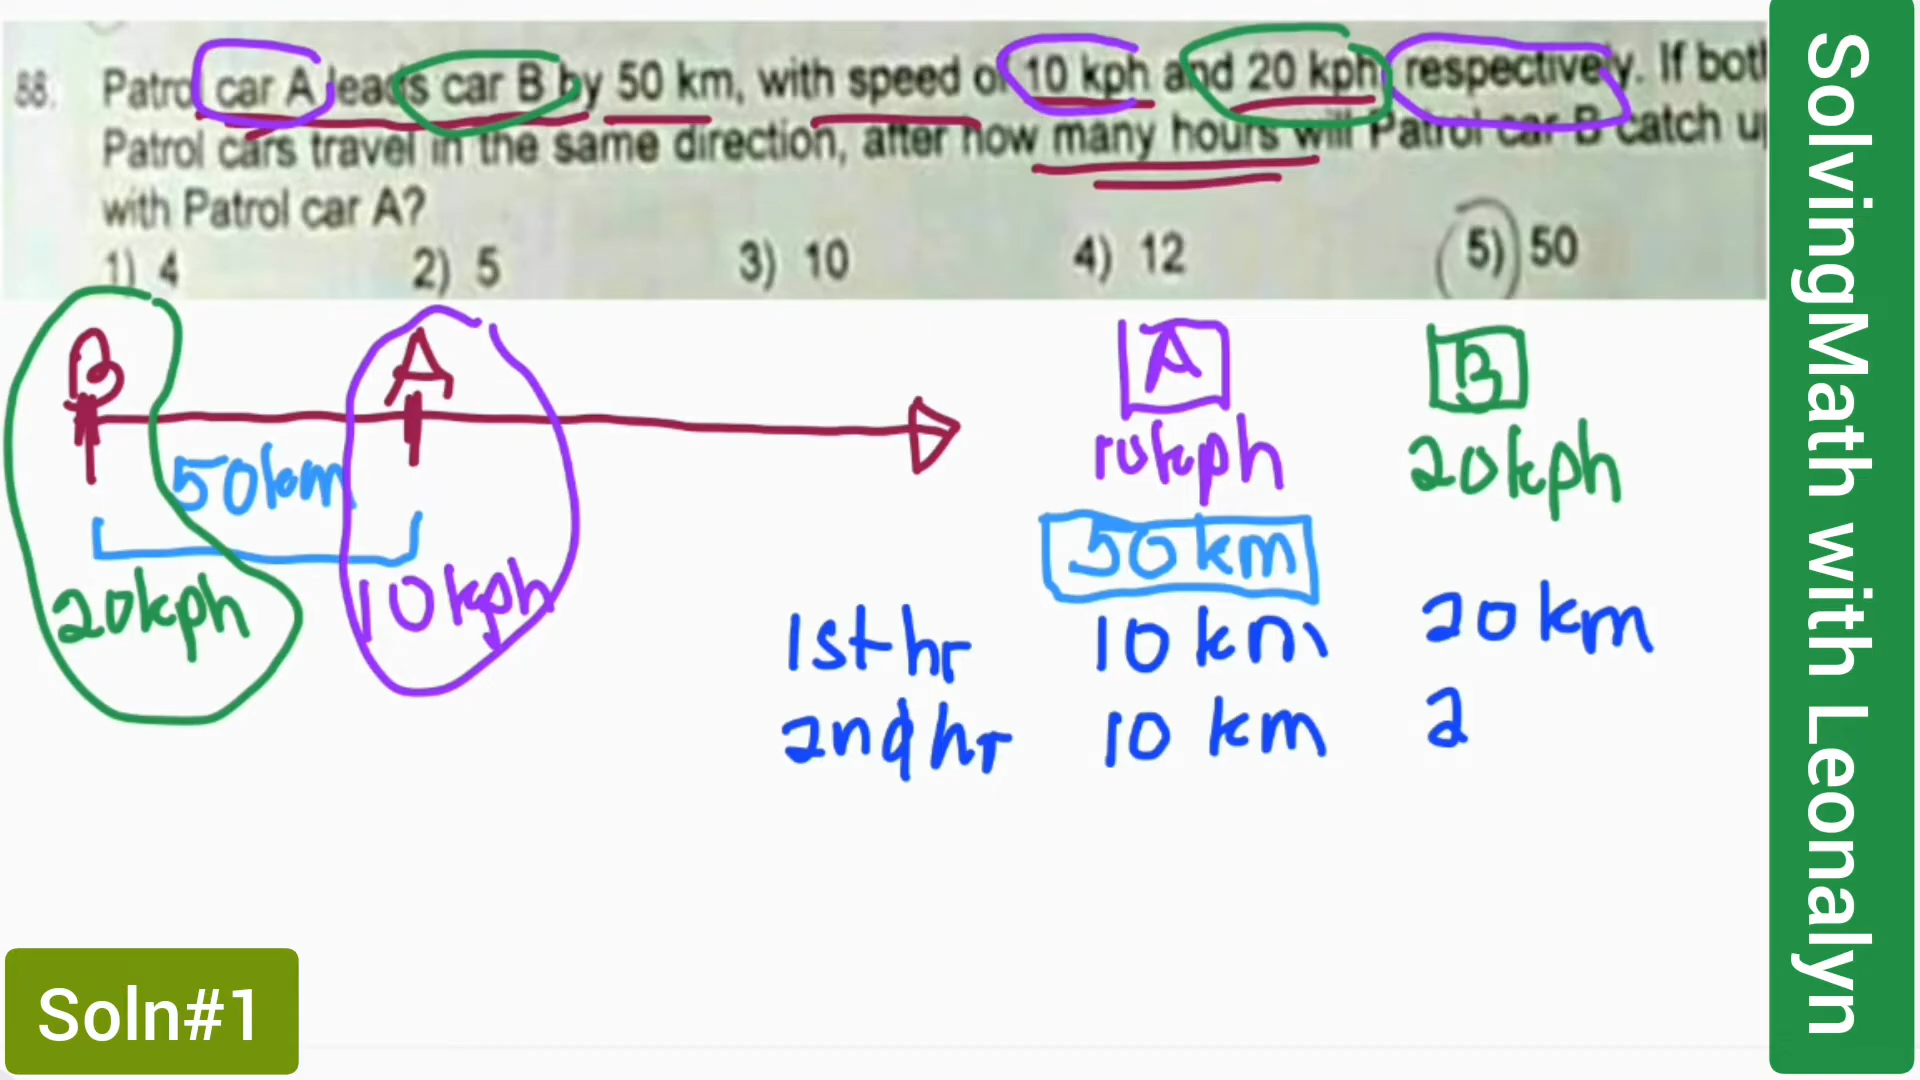 88. Patrol car A leads car B by 50 km, with speed of 10 kph and 20 kph respectively. If both
Patrol cars travel in the same direction, after how many hours will Patrol car B catch up
with Patrol car A?
1) 4 2) 5 3) 10 4) 12 5) 50
B A
50km
20kph 10kph
A B
10kph 20kph
50 km
1st hr 10 km 20 km
2nd hr 10 km 2
Soln#1
SolvingMath with Leonalyn